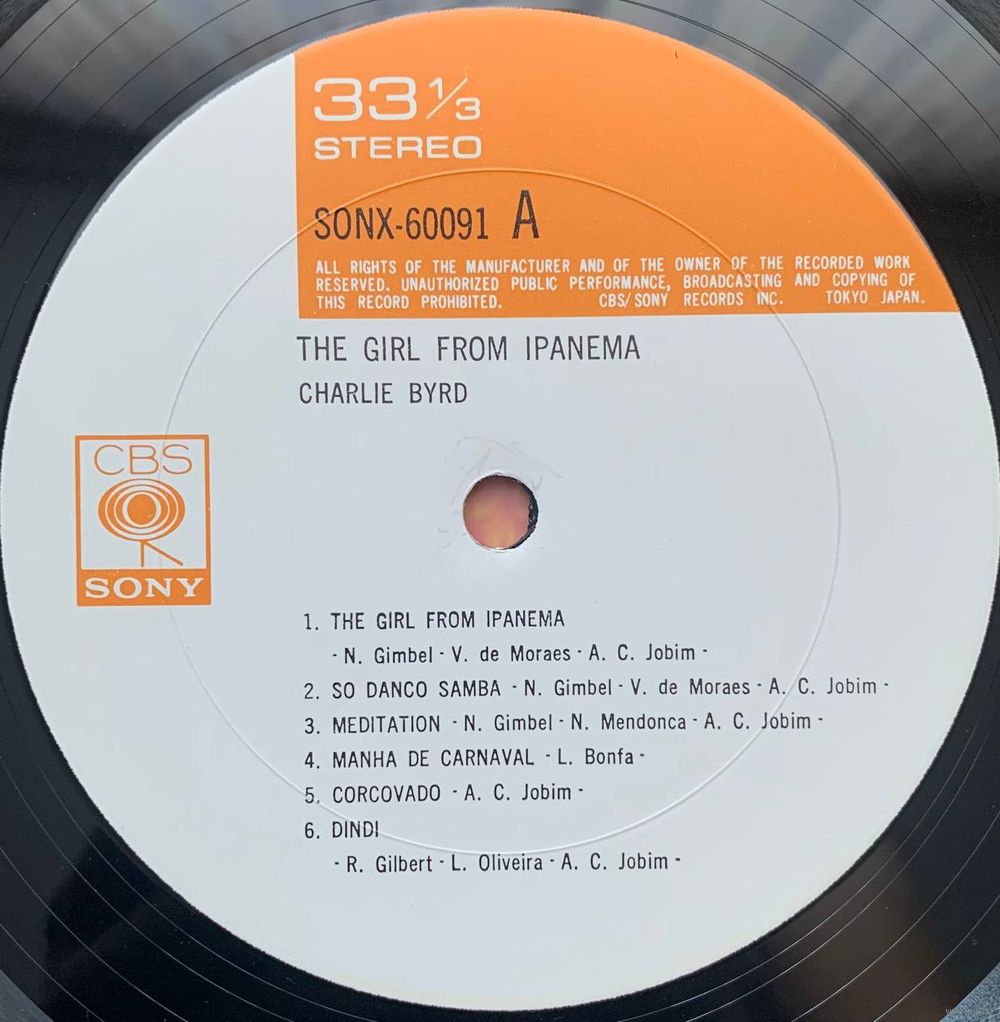 33 1/3
STEREO
SONX-60091 A
ALL RIGHTS OF THE MANUFACTURER AND OF THE OWNER OF THE RECORDED WORK
RESERVED. UNAUTHORIZED PUBLIC PERFORMANCE, BROADCASTING AND COPYING OF
THIS RECORD PROHIBITED. CBS/SONY RECORDS INC. TOKYO JAPAN.
THE GIRL FROM IPANEMA
CHARLIE BYRD
CBS
SONY
1. THE GIRL FROM IPANEMA
- N. Gimbel - V. de Moraes - A. C. Jobim -
2. SO DANCO SAMBA - N. Gimbel - V. de Moraes - A. C. Jobim -
3. MEDITATION - N. Gimbel - N. Mendonca - A. C. Jobim -
4. MANHA DE CARNAVAL - L. Bonfa -
5. CORCOVADO - A. C. Jobim -
6. DINDI
- R. Gilbert - L. Oliveira - A. C. Jobim -